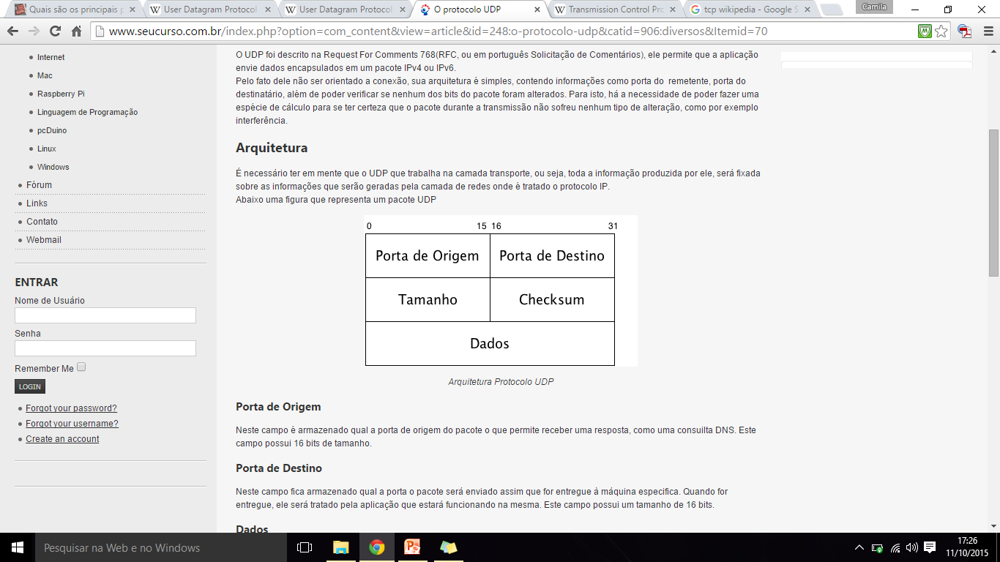 Quais são os principais p
User Datagram Protocol
User Datagram Protocol
O protocolo UDP
Transmission Control Pro
tcp wikipedia - Google S
Camila
www.seucurso.com.br/index.php?option=com_content&view=article&id=248:o-protocolo-udp&catid=906:diversos&Itemid=70
Internet
Mac
Raspberry Pi
Linguagem de Programação
pcDuino
Linux
Windows
Fórum
Links
Contato
Webmail
ENTRAR
Nome de Usuário
Senha
Remember Me
LOGIN
Forgot your password?
Forgot your username?
Create an account
O UDP foi descrito na Request For Comments 768(RFC, ou em português Solicitação de Comentários), ele permite que a aplicação
envie dados encapsulados em um pacote IPv4 ou IPv6.
Pelo fato dele não ser orientado a conexão, sua arquitetura é simples, contendo informações como porta do  remetente, porta do
destinatário, além de poder verificar se nenhum dos bits do pacote foram alterados. Para isto, há a necessidade de poder fazer uma
espécie de cálculo para se ter certeza que o pacote durante a transmissão não sofreu nenhum tipo de alteração, como por exemplo
interferência.
Arquitetura
É necessário ter em mente que o UDP que trabalha na camada transporte, ou seja, toda a informação produzida por ele, será fixada
sobre as informações que serão geradas pela camada de redes onde é tratado o protocolo IP.
Abaixo uma figura que representa um pacote UDP
0 15 16 31
Porta de Origem Porta de Destino
Tamanho Checksum
Dados
Arquitetura Protocolo UDP
Porta de Origem
Neste campo é armazenado qual a porta de origem do pacote o que permite receber uma resposta, como uma consuilta DNS. Este
campo possui 16 bits de tamanho.
Porta de Destino
Neste campo fica armazenado qual a porta o pacote será enviado assim que for entregue à máquina especifica. Quando for
entregue, ele será tratado pela aplicação que estará funcionando na mesma. Este campo possui um tamanho de 16 bits.
Dados
Pesquisar na Web e no Windows
17:26
11/10/2015